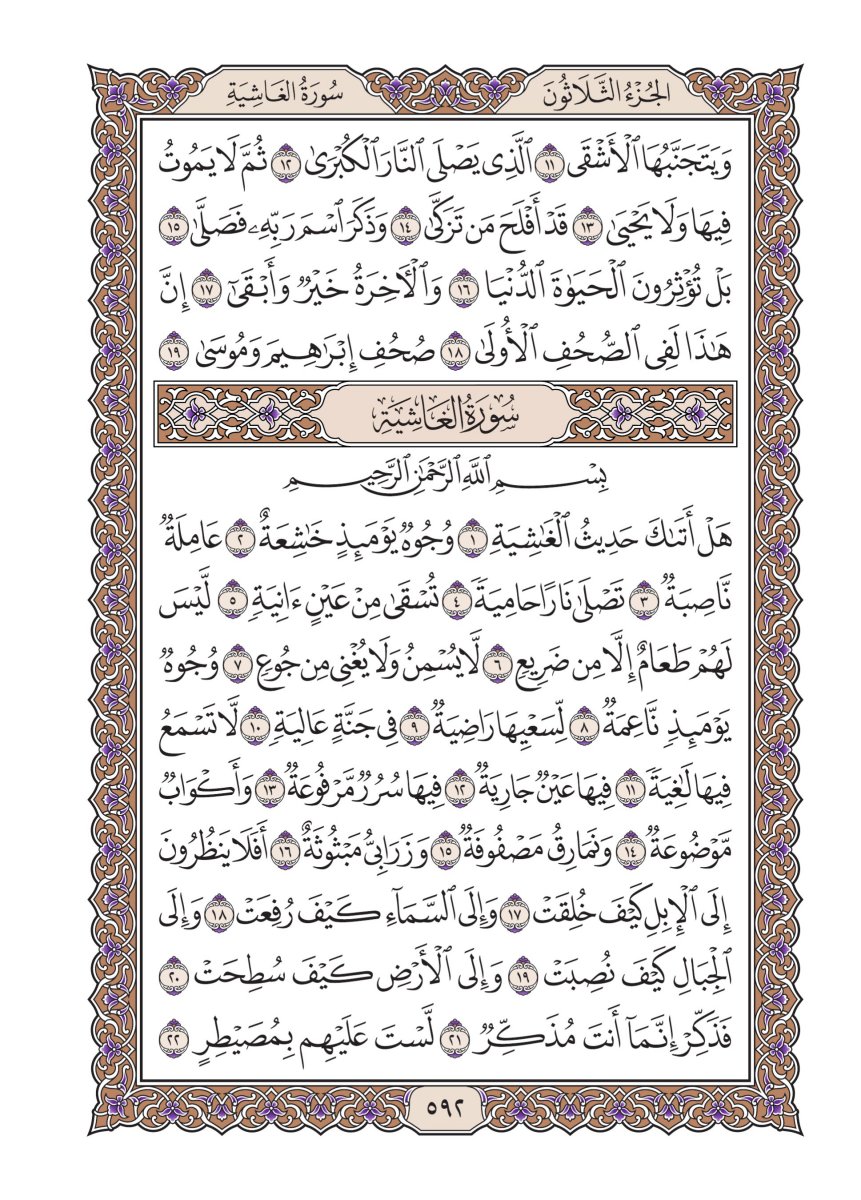 الجُزْءُ الثَّلَاثُونَ
سُورَةُ الغَاشِيَةِ
وَيَتَجَنَّبُهَا ٱلْأَشْقَى ١١ ٱلَّذِى يَصْلَى ٱلنَّارَ ٱلْكُبْرَىٰ ١٢ ثُمَّ لَا يَمُوتُ
فِيهَا وَلَا يَحْيَىٰ ١٣ قَدْ أَفْلَحَ مَن تَزَكَّىٰ ١٤ وَذَكَرَ ٱسْمَ رَبِّهِۦ فَصَلَّىٰ ١٥
بَلْ تُؤْثِرُونَ ٱلْحَيَوٰةَ ٱلدُّنْيَا ١٦ وَٱلْـَٔاخِرَةُ خَيْرٌ وَأَبْقَىٰٓ ١٧ إِنَّ
هَـٰذَا لَفِى ٱلصُّحُفِ ٱلْأُولَىٰ ١٨ صُحُفِ إِبْرَٰهِيمَ وَمُوسَىٰ ١٩
سُورَةُ الغَاشِيَةِ
بِسْمِ ٱللَّهِ ٱلرَّحْمَـٰنِ ٱلرَّحِيمِ
هَلْ أَتَىٰكَ حَدِيثُ ٱلْغَـٰشِيَةِ ١ وُجُوهٌ يَوْمَئِذٍ خَـٰشِعَةٌ ٢ عَامِلَةٌ
نَّاصِبَةٌ ٣ تَصْلَىٰ نَارًا حَامِيَةً ٤ تُسْقَىٰ مِنْ عَيْنٍ ءَانِيَةٍ ٥ لَّيْسَ
لَهُمْ طَعَامٌ إِلَّا مِن ضَرِيعٍ ٦ لَّا يُسْمِنُ وَلَا يُغْنِى مِن جُوعٍ ٧ وُجُوهٌ
يَوْمَئِذٍ نَّاعِمَةٌ ٨ لِّسَعْيِهَا رَاضِيَةٌ ٩ فِى جَنَّةٍ عَالِيَةٍ ١٠ لَّا تَسْمَعُ
فِيهَا لَـٰغِيَةً ١١ فِيهَا عَيْنٌ جَارِيَةٌ ١٢ فِيهَا سُرُرٌ مَّرْفُوعَةٌ ١٣ وَأَكْوَابٌ
مَّوْضُوعَةٌ ١٤ وَنَمَارِقُ مَصْفُوفَةٌ ١٥ وَزَرَابِىُّ مَبْثُوثَةٌ ١٦ أَفَلَا يَنظُرُونَ
إِلَى ٱلْإِبِلِ كَيْفَ خُلِقَتْ ١٧ وَإِلَى ٱلسَّمَآءِ كَيْفَ رُفِعَتْ ١٨ وَإِلَى
ٱلْجِبَالِ كَيْفَ نُصِبَتْ ١٩ وَإِلَى ٱلْأَرْضِ كَيْفَ سُطِحَتْ ٢٠
فَذَكِّرْ إِنَّمَآ أَنتَ مُذَكِّرٌ ٢١ لَّسْتَ عَلَيْهِم بِمُصَيْطِرٍ ٢٢
٥٩٢